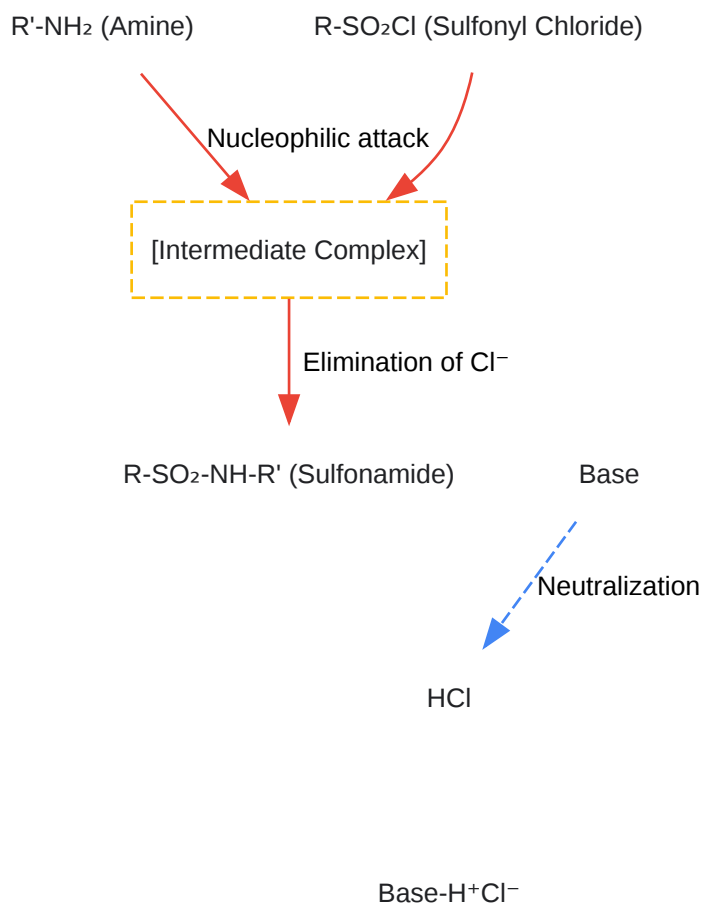 R'-NH₂ (Amine)
R-SO₂Cl (Sulfonyl Chloride)
Nucleophilic attack
[Intermediate Complex]
Elimination of Cl⁻
R-SO₂-NH-R' (Sulfonamide)
Base
Neutralization
HCl
Base-H⁺Cl⁻